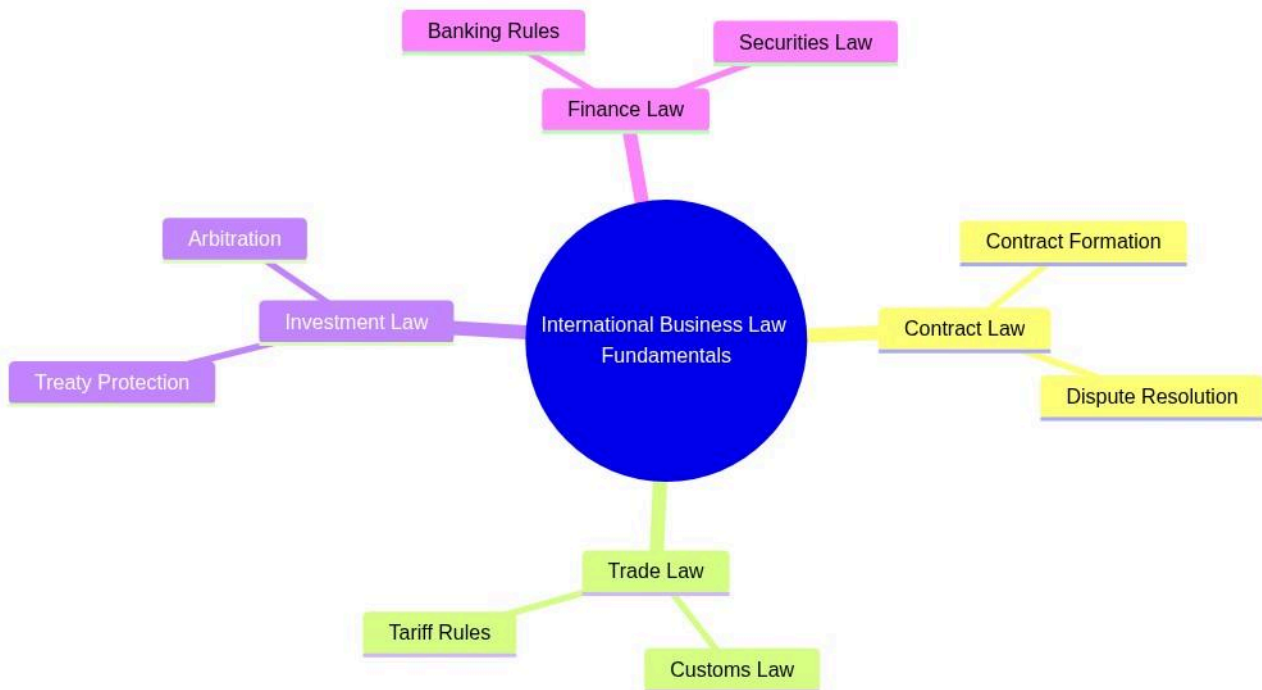 Banking Rules
Securities Law
Finance Law
Arbitration
Contract Formation
Investment Law
International Business Law
Fundamentals
Contract Law
Treaty Protection
Dispute Resolution
Trade Law
Tariff Rules
Customs Law